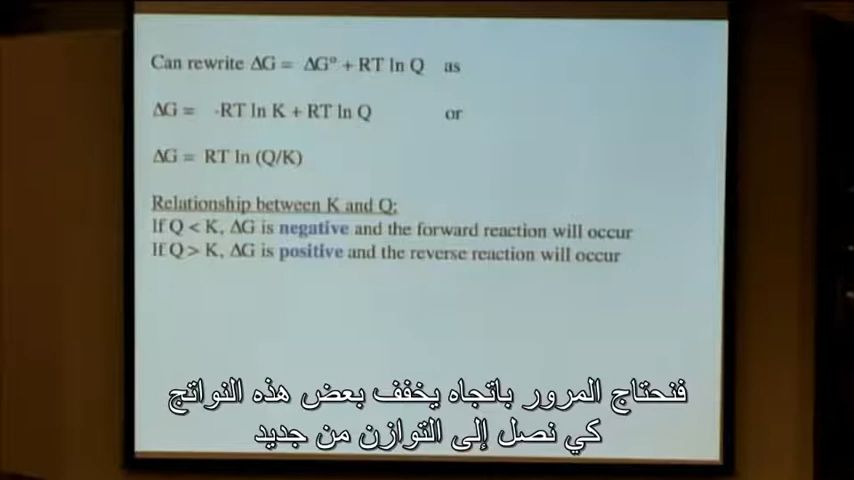 Can rewrite ΔG = ΔG° + RT ln Q as
ΔG = -RT ln K + RT ln Q or
ΔG = RT ln (Q/K)
Relationship between K and Q:
If Q < K, ΔG is negative and the forward reaction will occur
If Q > K, ΔG is positive and the reverse reaction will occur
فنحتاج المرور باتجاه يخفف بعض هذه النواتج
كي نصل إلى التوازن من جديد